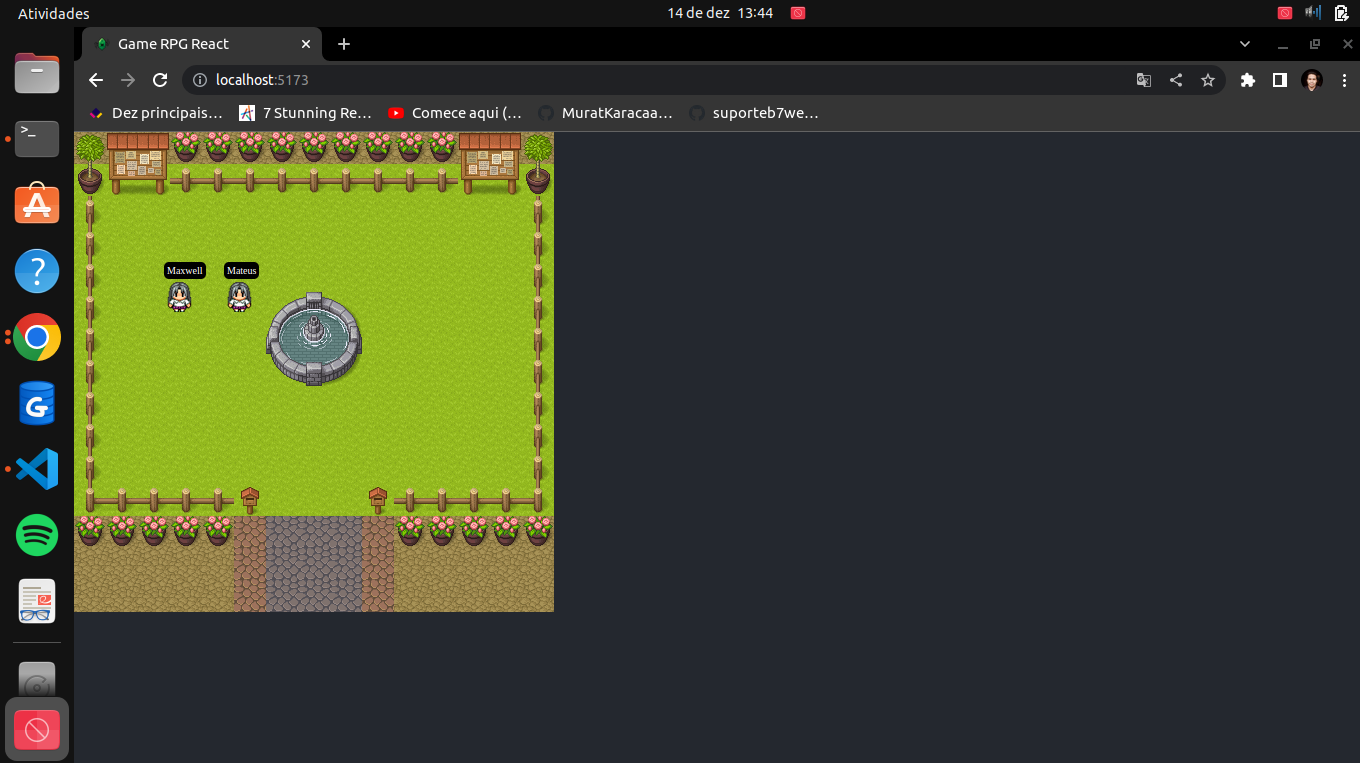 Atividades
14 de dez 13:44
Game RPG React
localhost:5173
Dez principais…
7 Stunning Re…
Comece aqui (…
MuratKaracaa…
suporteb7we…
Maxwell
Mateus